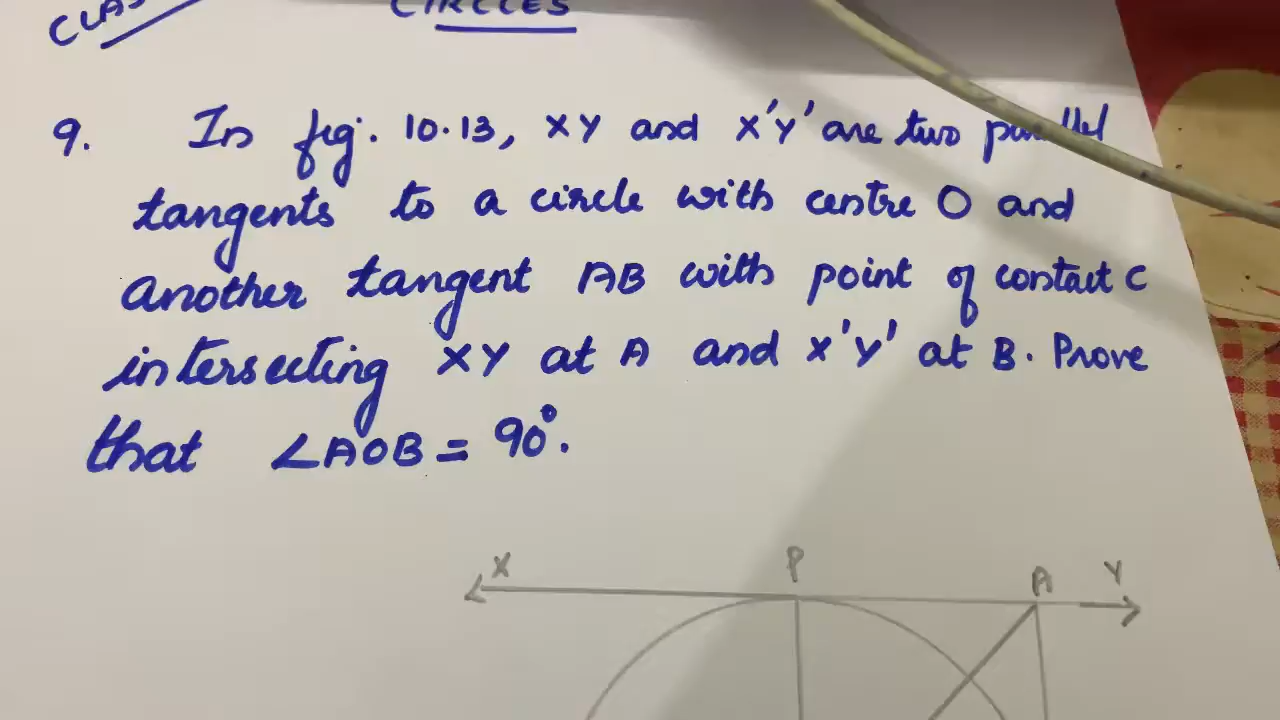 CIRCLES
9. In fig. 10.13, XY and X'Y' are two parallel
tangents to a circle with centre O and
another tangent AB with point of contact C
intersecting XY at A and X'Y' at B. Prove
that ∠AOB = 90°.
X P A Y